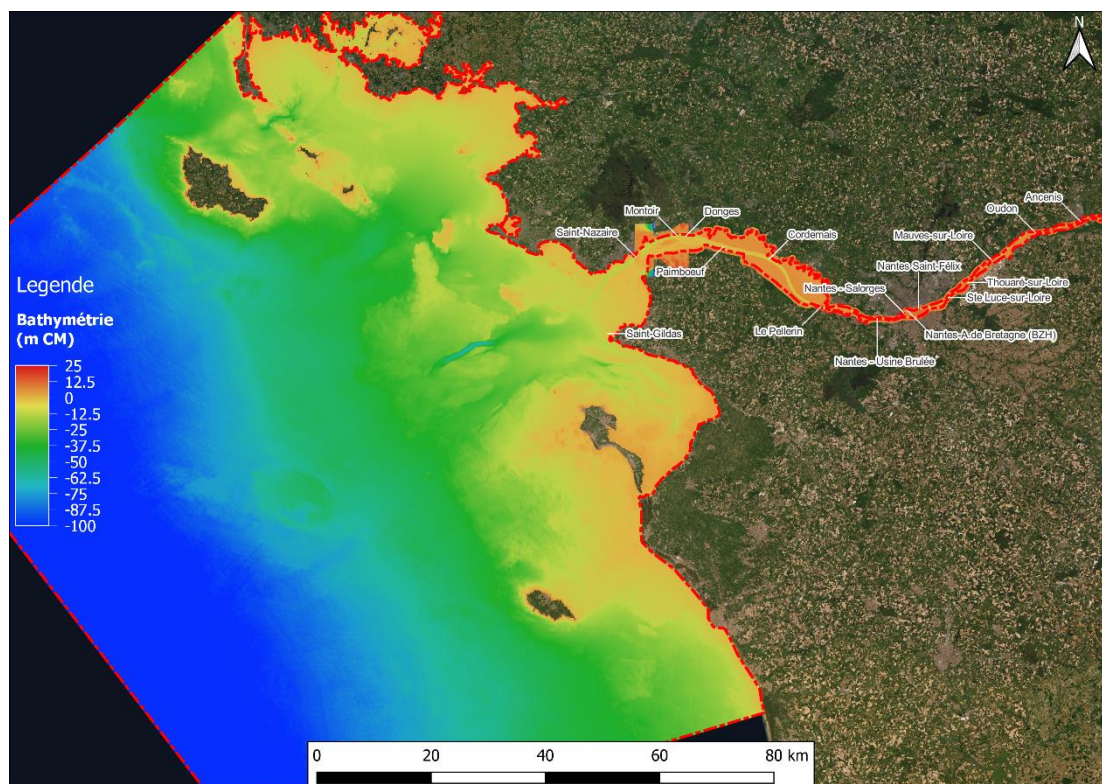 N
Ancenis
Oudon
Montoir
Donges
Mauves-sur-Loire
Saint-Nazaire
Cordemais
Nantes Saint-Félix
Paimboeuf
Thouaré-sur-Loire
Nantes - Salorges
Ste Luce-sur-Loire
Le Pellerin
Saint-Gildas
Nantes-A.de Bretagne (BZH)
Nantes - Usine Brulée
Legende
Bathymétrie
(m CM)
25
12.5
0
-12.5
-37.5
-50
-62.5
-75
-87.5
-100
0 20 40 60 80 km